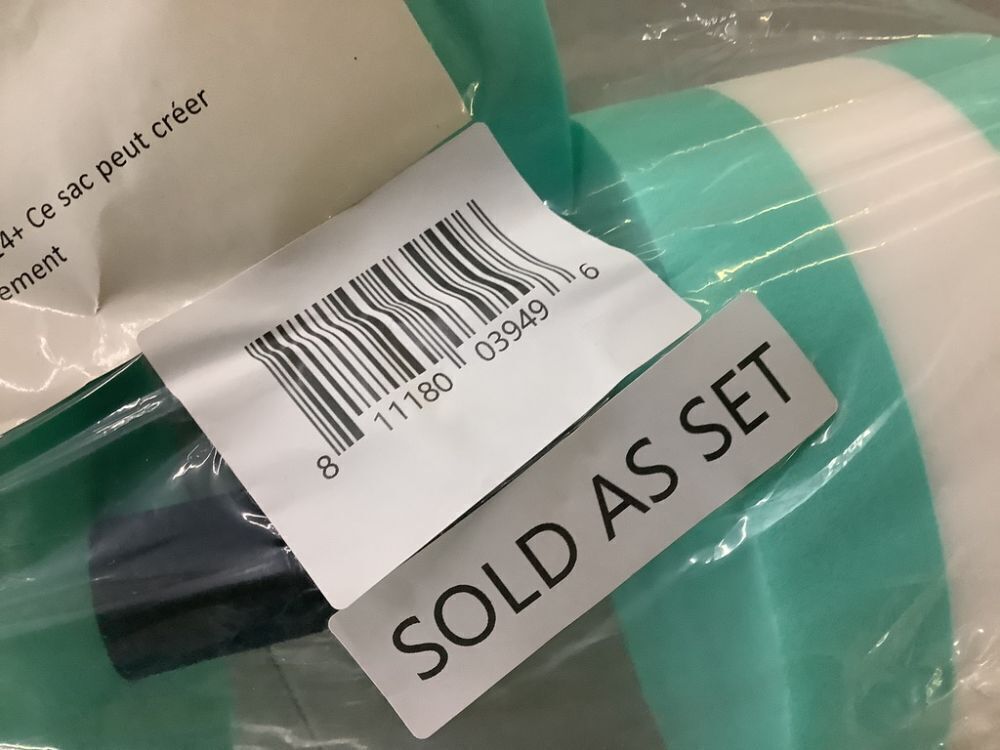 4+ Ce sac peut créer
ement
8 11180 03949 6
SOLD AS SET